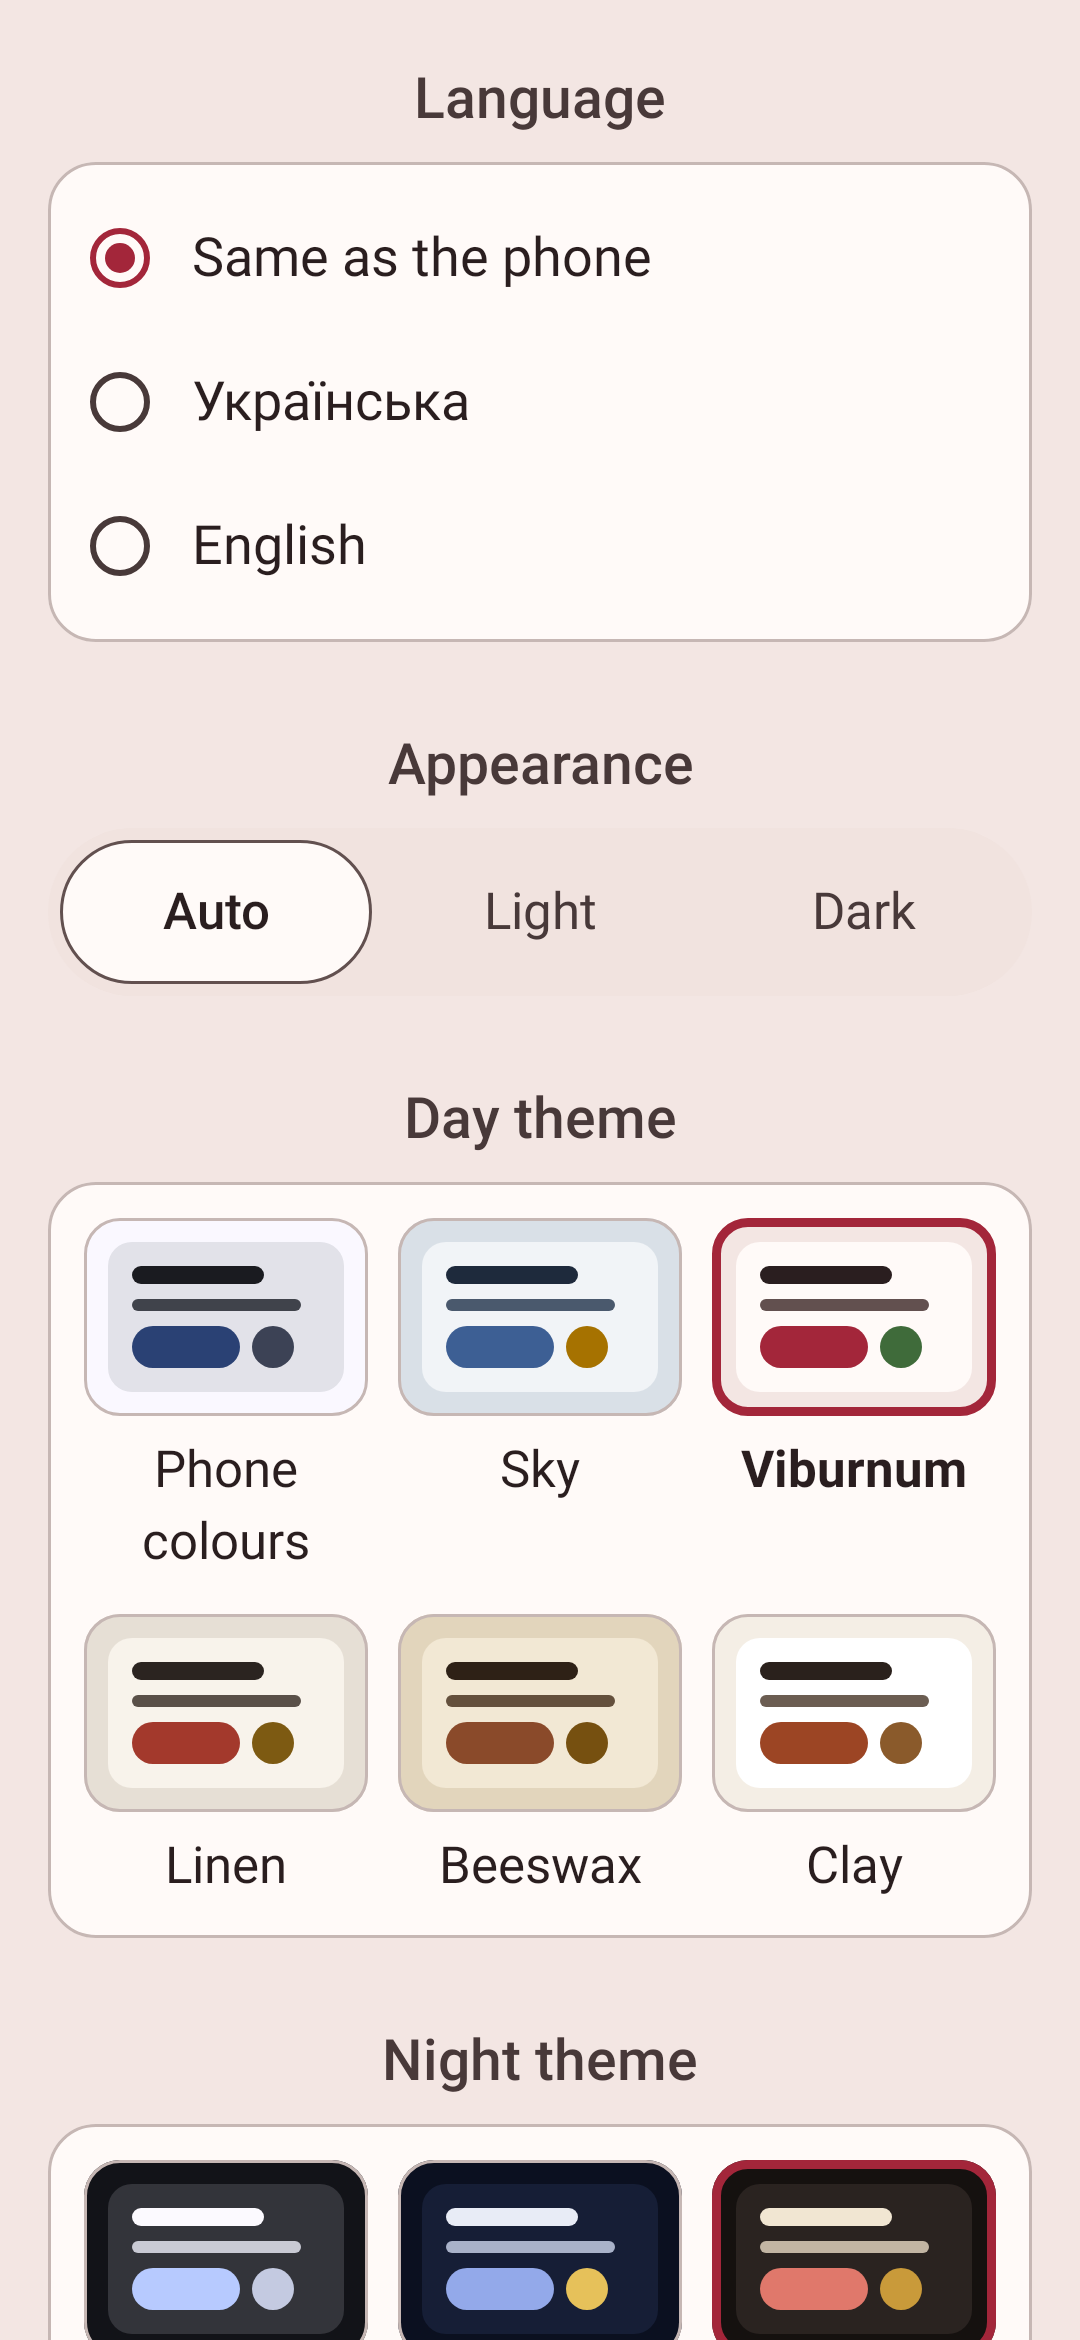 Language
Same as the phone
Українська
English
Appearance
Auto
Light
Dark
Day theme
Phone
colours
Sky
Viburnum
Linen
Beeswax
Clay
Night theme